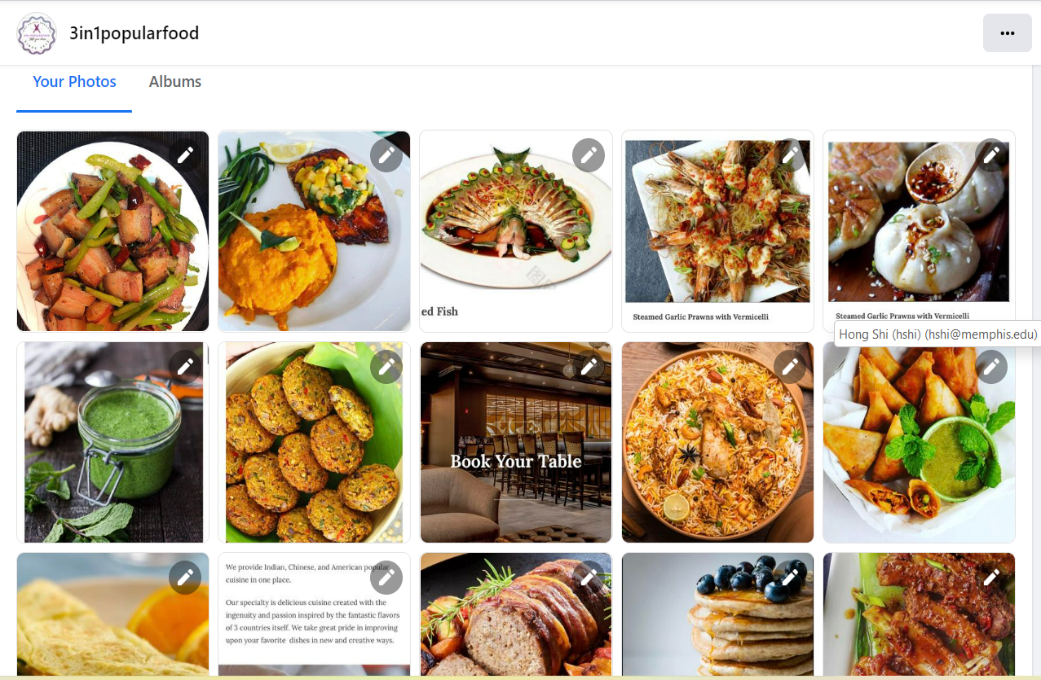 3in1popularfood
Your Photos
Albums
ed Fish
Steamed Garlic Prawns with Vermicelli
Steamed Garlic Prawns with Vermicelli
Hong Shi (hshi) (hshi@memphis.edu)
Book Your Table
We provide Indian, Chinese, and American popular
cuisine in one place.
Our specialty is delicious cuisine created with the
ingenuity and passion inspired by the fantastic flavors
of 3 countries itself. We take great pride in improving
upon your favorite dishes in new and creative ways.